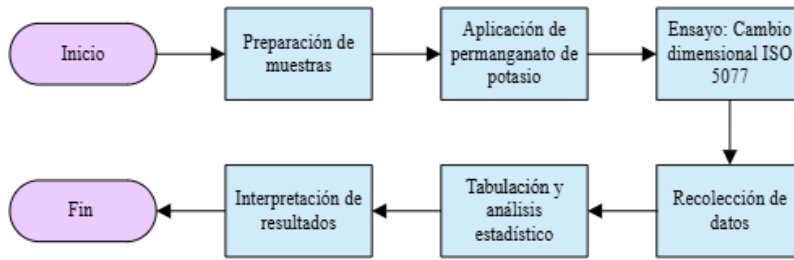 Inicio
Preparación de
muestras
Aplicación de
permanganato de
potasio
Ensayo: Cambio
dimensional ISO
5077
Recolección de
datos
Tabulación y
análisis
estadístico
Interpretación de
resultados
Fin